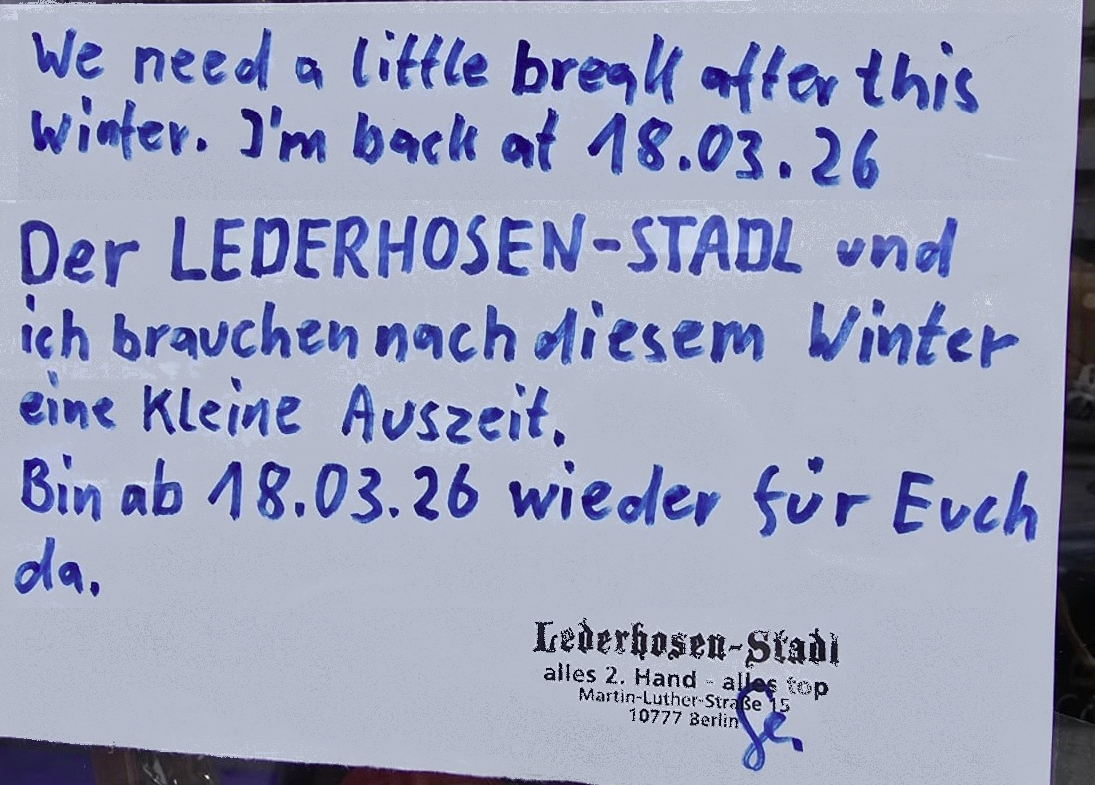 We need a little break after this
Winter. I'm back at 18.03.26
Der LEDERHOSEN-STADL und
ich brauchen nach diesem Winter
eine Kleine Auszeit.
Bin ab 18.03.26 wieder für Euch
da.
Lederhosen-Stadl
alles 2. Hand - alles top
Martin-Luther-Straße 15
10777 Berlin